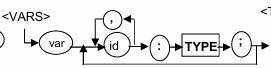 <VARS> <T
,
var id : TYPE ;